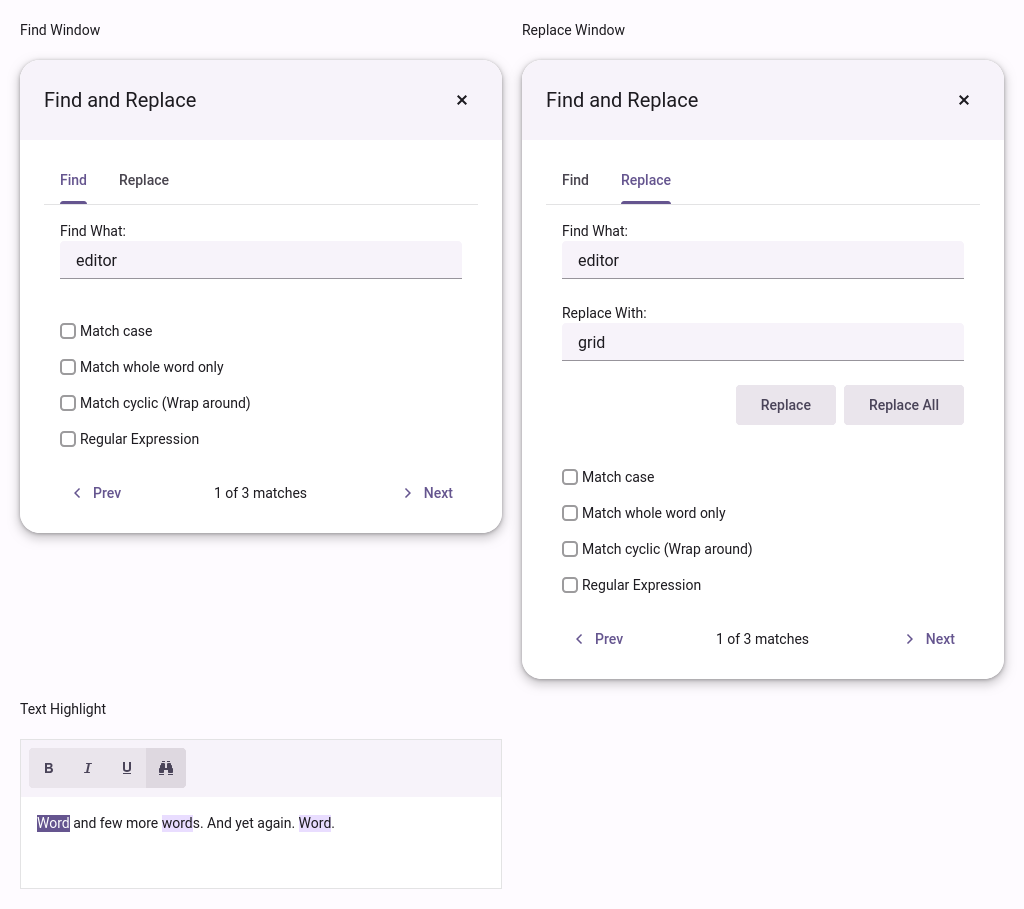 Find Window
Find and Replace
Find Replace
Find What:
editor
Match case
Match whole word only
Match cyclic (Wrap around)
Regular Expression
Prev 1 of 3 matches Next
Replace Window
Find and Replace
Find Replace
Find What:
editor
Replace With:
grid
Replace Replace All
Match case
Match whole word only
Match cyclic (Wrap around)
Regular Expression
Prev 1 of 3 matches Next
Text Highlight
B I U
Word and few more words. And yet again. Word.